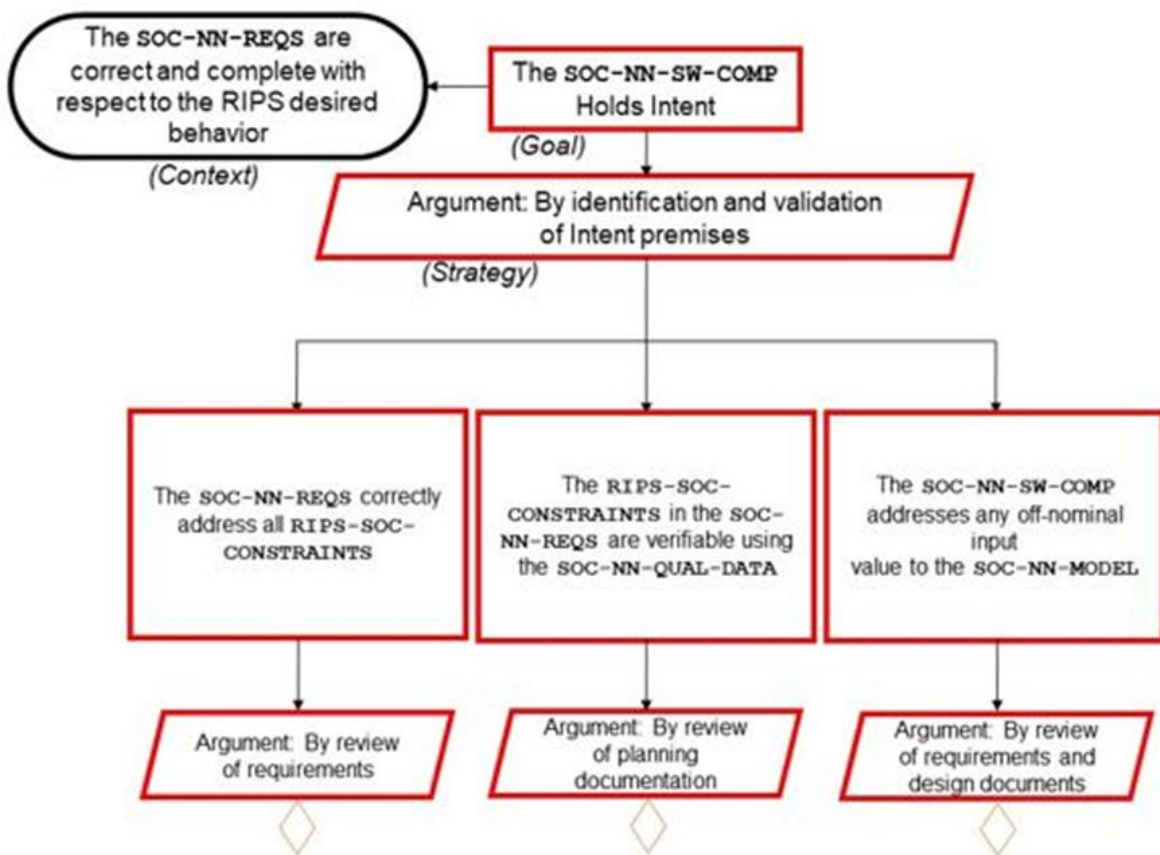 The SOC-NN-REQS are
correct and complete with
respect to the RIPS desired
behavior
(Context)
The SOC-NN-SW-COMP
Holds Intent
(Goal)
Argument: By identification and validation
of Intent premises
(Strategy)
The SOC-NN-REQS correctly
address all RIPS-SOC-
CONSTRAINTS
The RIPS-SOC-
CONSTRAINTS in the SOC-
NN-REQS are verifiable using
the SOC-NN-QUAL-DATA
The SOC-NN-SW-COMP
addresses any off-nominal
input
value to the SOC-NN-MODEL
Argument: By review
of requirements
Argument: By review
of planning
documentation
Argument: By review
of requirements and
design documents